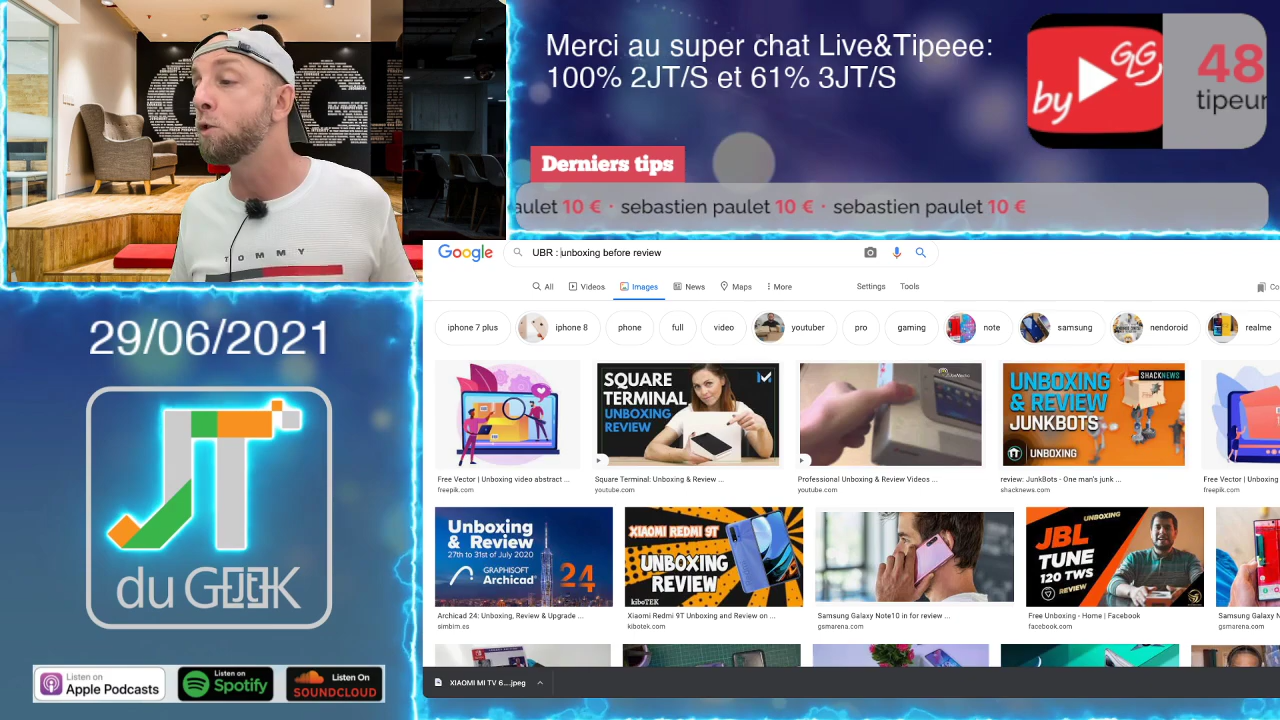 Merci au super chat Live&Tipeee:
100% 2JT/S et 61% 3JT/S
by GG
48
tipeur
Derniers tips
aulet 10 € · sebastien paulet 10 € · sebastien paulet 10 €
TOMMY
29/06/2021
JT
du GEEK
Listen on
Apple Podcasts
Listen on
Spotify
Listen On
SOUNDCLOUD
Google
UBR : unboxing before review
All Videos Images News Maps More Settings Tools Co
iphone 7 plus iphone 8 phone full video youtuber pro gaming note samsung nendoroid realme
SQUARE
TERMINAL
UNBOXING
REVIEW
UNBOXING
& REVIEW
JUNKBOTS
SHACKNEWS
UNBOXING
Free Vector | Unboxing video abstract ...
freepik.com
Square Terminal: Unboxing & Review ...
youtube.com
Professional Unboxing & Review Videos ...
youtube.com
review: JunkBots - One man's junk ...
shacknews.com
Free Vector | Un
freepik.com
Unboxing
& Review
27th to 31st of July 2020
GRAPHISOFT
Archicad
24
XIAOMI REDMI 9T
UNBOXING
REVIEW
kiboTEK
UNBOXING
JBL
TUNE
120 TWS
REVIEW
Archicad 24: Unboxing, Review & Upgrade ...
simbim.es
Xiaomi Redmi 9T Unboxing and Review on ...
kibotek.com
Samsung Galaxy Note10 in for review ...
gsmarena.com
Free Unboxing - Home | Facebook
facebook.com
Samsung Galaxy N
gsmarena.com
XIAOMI MI TV 6....jpeg